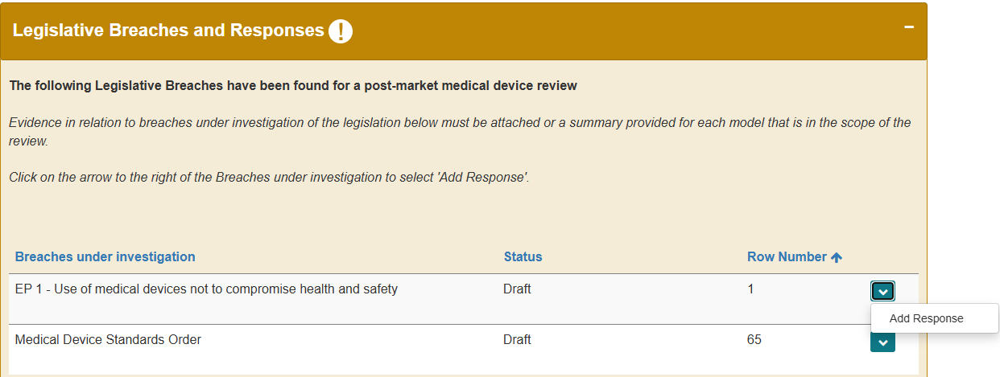 Legislative Breaches and Responses !
The following Legislative Breaches have been found for a post-market medical device review
Evidence in relation to breaches under investigation of the legislation below must be attached or a summary provided for each model that is in the scope of the
review.
Click on the arrow to the right of the Breaches under investigation to select 'Add Response'.
Breaches under investigation Status Row Number
EP 1 - Use of medical devices not to compromise health and safety Draft 1
Add Response
Medical Device Standards Order Draft 65